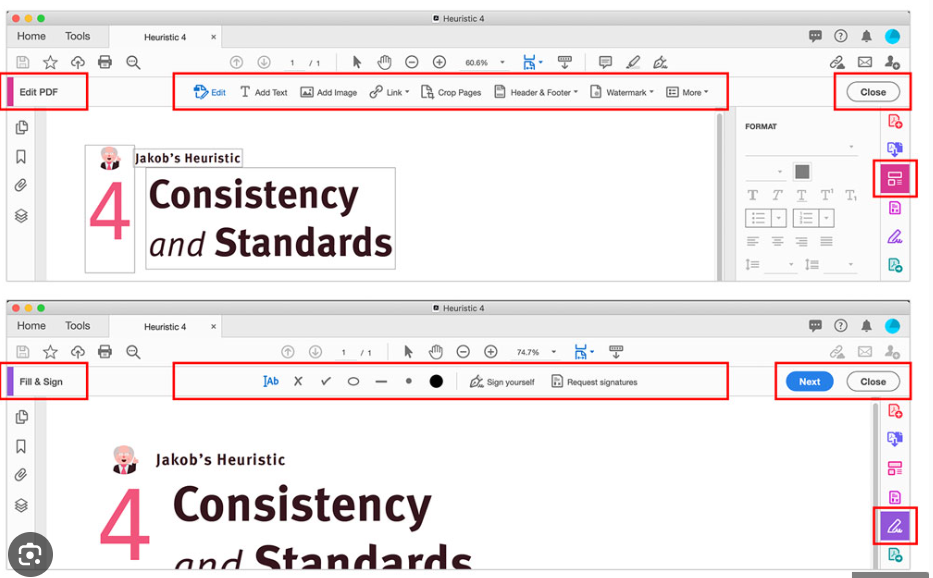 Heuristic 4
Home Tools Heuristic 4 ×
1 / 1 60.6%
Edit PDF Edit Add Text Add Image Link Crop Pages Header & Footer Watermark More Close
FORMAT
Jakob's Heuristic
4 Consistency
and Standards
Heuristic 4
Home Tools Heuristic 4 ×
1 / 1 74.7%
Fill & Sign Ab Sign yourself Request signatures Next Close
Jakob's Heuristic
4 Consistency
and Standards